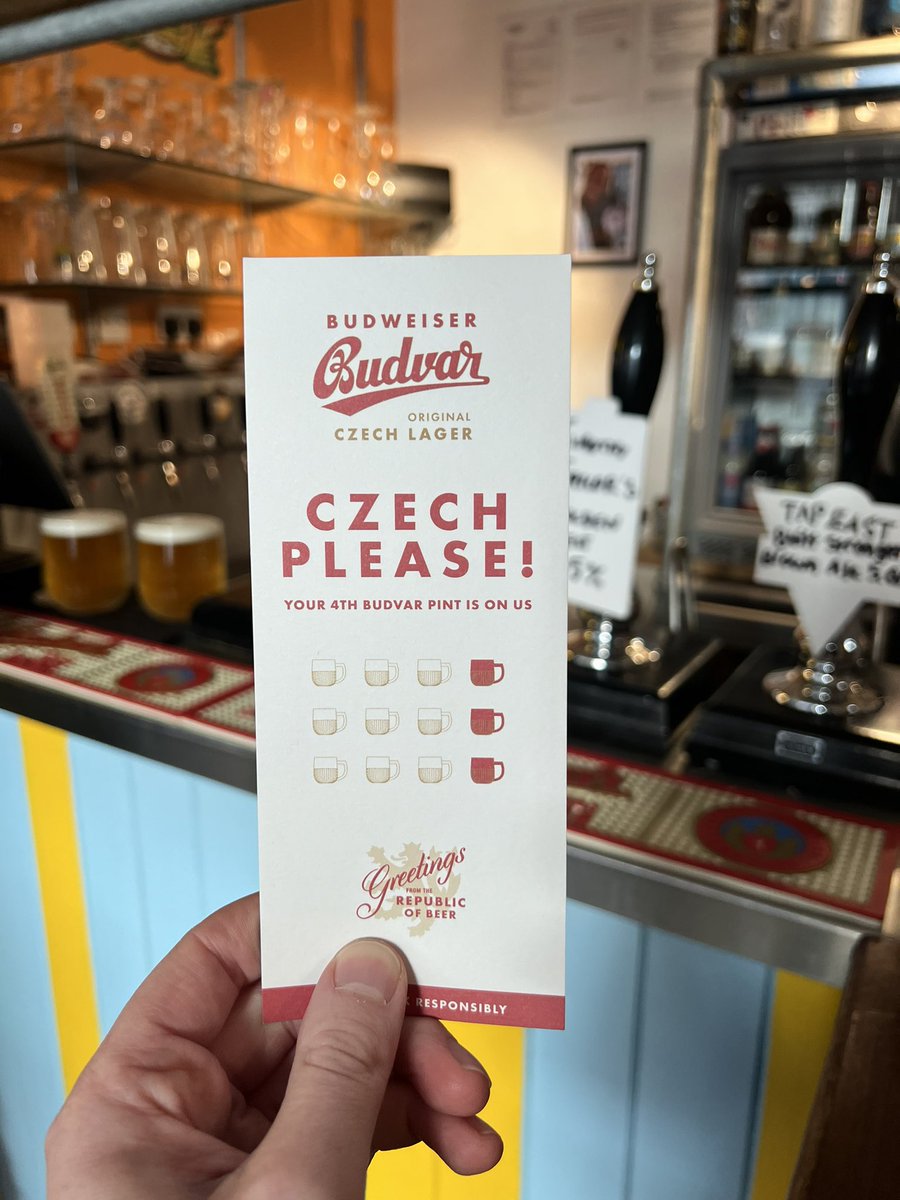 BUDWEISER
Budvar
ORIGINAL
CZECH LAGER
CZECH
PLEASE!
YOUR 4TH BUDVAR PINT IS ON US
Greetings
FROM THE
REPUBLIC
OF BEER
RESPONSIBLY
TAP EAST